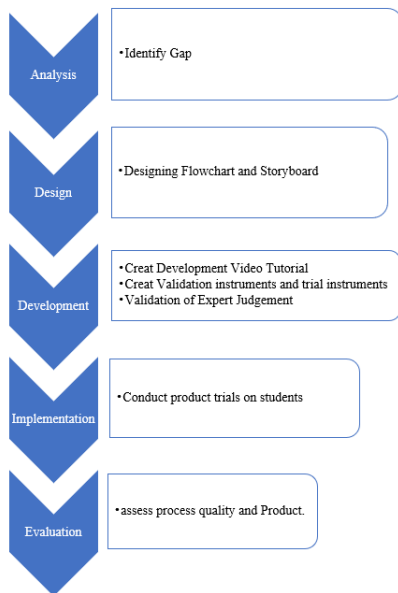 Analysis
•Identify Gap
Design
•Designing Flowchart and Storyboard
Development
•Creat Development Video Tutorial
•Creat Validation instruments and trial instruments
•Validation of Expert Judgement
Implementation
•Conduct product trials on students
Evaluation
•assess process quality and Product.